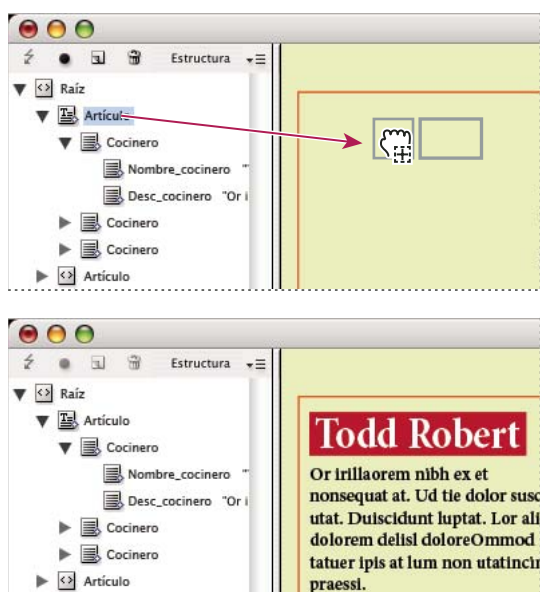 Estructura
Raíz
Artículo
Cocinero
Nombre_cocinero "
Desc_cocinero "Or i
Cocinero
Cocinero
Artículo
Estructura
Raíz
Artículo
Cocinero
Nombre_cocinero "
Desc_cocinero "Or i
Cocinero
Cocinero
Artículo
Todd Robert
Or irillaorem nibh ex et
nonsequat at. Ud tie dolor susc
utat. Duiscidunt luptat. Lor ali
dolorem delisl doloreOmmod
tatuer ipis at lum non utatincin
praessi.